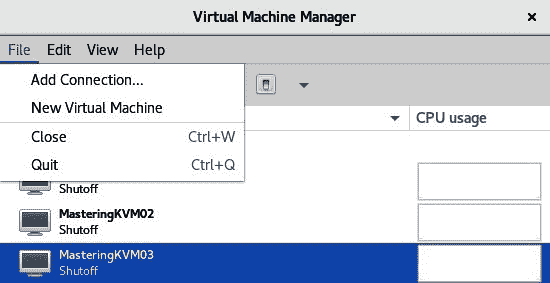 Virtual Machine Manager
File Edit View Help
Add Connection...
New Virtual Machine
Close Ctrl+W
Quit Ctrl+Q
CPU usage
Shutoff
MasteringKVM02
Shutoff
MasteringKVM03
Shutoff